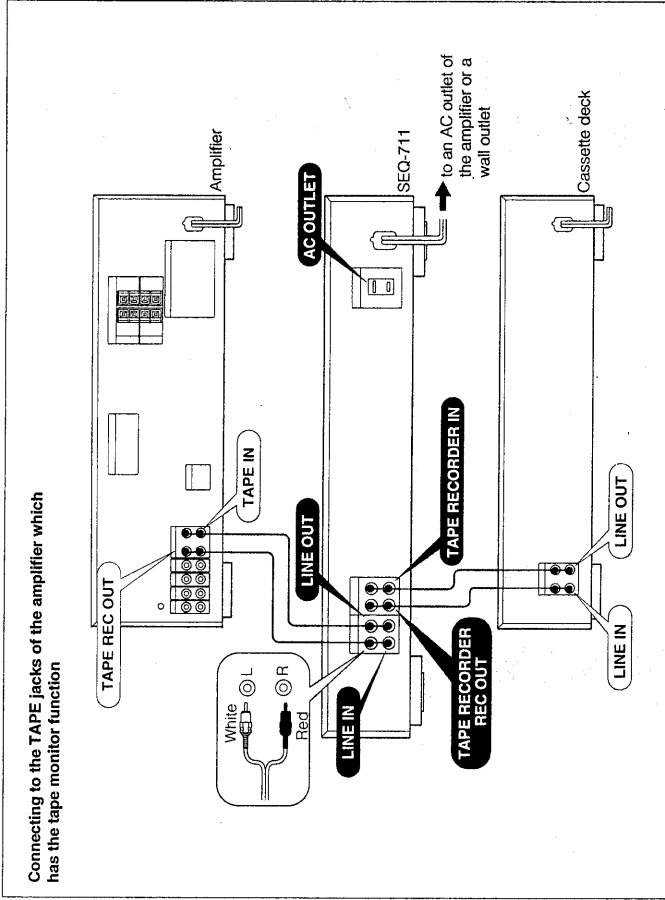 Connecting to the TAPE jacks of the amplifier which
has the tape monitor function
TAPE REC OUT
TAPE IN
Amplifier
White
L
R
Red
LINE OUT
LINE IN
AC OUTLET
SEQ-711
to an AC outlet of
the amplifier or a
wall outlet
TAPE RECORDER IN
TAPE RECORDER
REC OUT
LINE IN
LINE OUT
Cassette deck